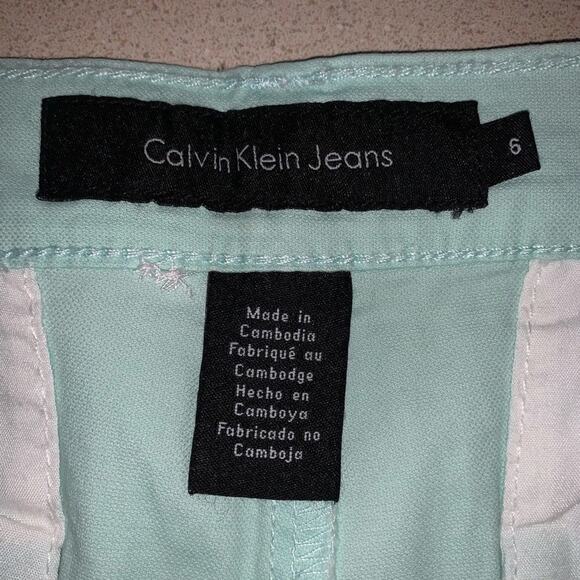 Calvin Klein Jeans
6
Made in
Cambodia
Fabriqué au
Cambodge
Hecho en
Camboya
Fabricado no
Camboja